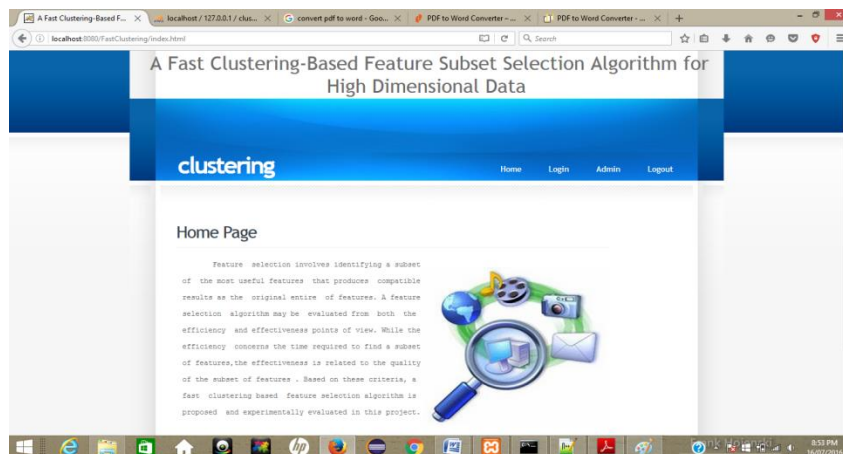 A Fast Clustering-Based F... localhost / 127.0.0.1 / clus... convert pdf to word - Goo... PDF to Word Converter - ... PDF to Word Converter - ...
localhost:8080/FastClustering/index.html Search
A Fast Clustering-Based Feature Subset Selection Algorithm for
High Dimensional Data
clustering
Home Login Admin Logout
Home Page
Feature selection involves identifying a subset
of the most useful features that produces compatible
results as the original entire of features. A feature
selection algorithm may be evaluated from both the
efficiency and effectiveness points of view. While the
efficiency concerns the time required to find a subset
of features,the effectiveness is related to the quality
of the subset of features . Based on these criteria, a
fast clustering based feature selection algorithm is
proposed and experimentally evaluated in this project.
hp
8:53 PM
16/07/2016